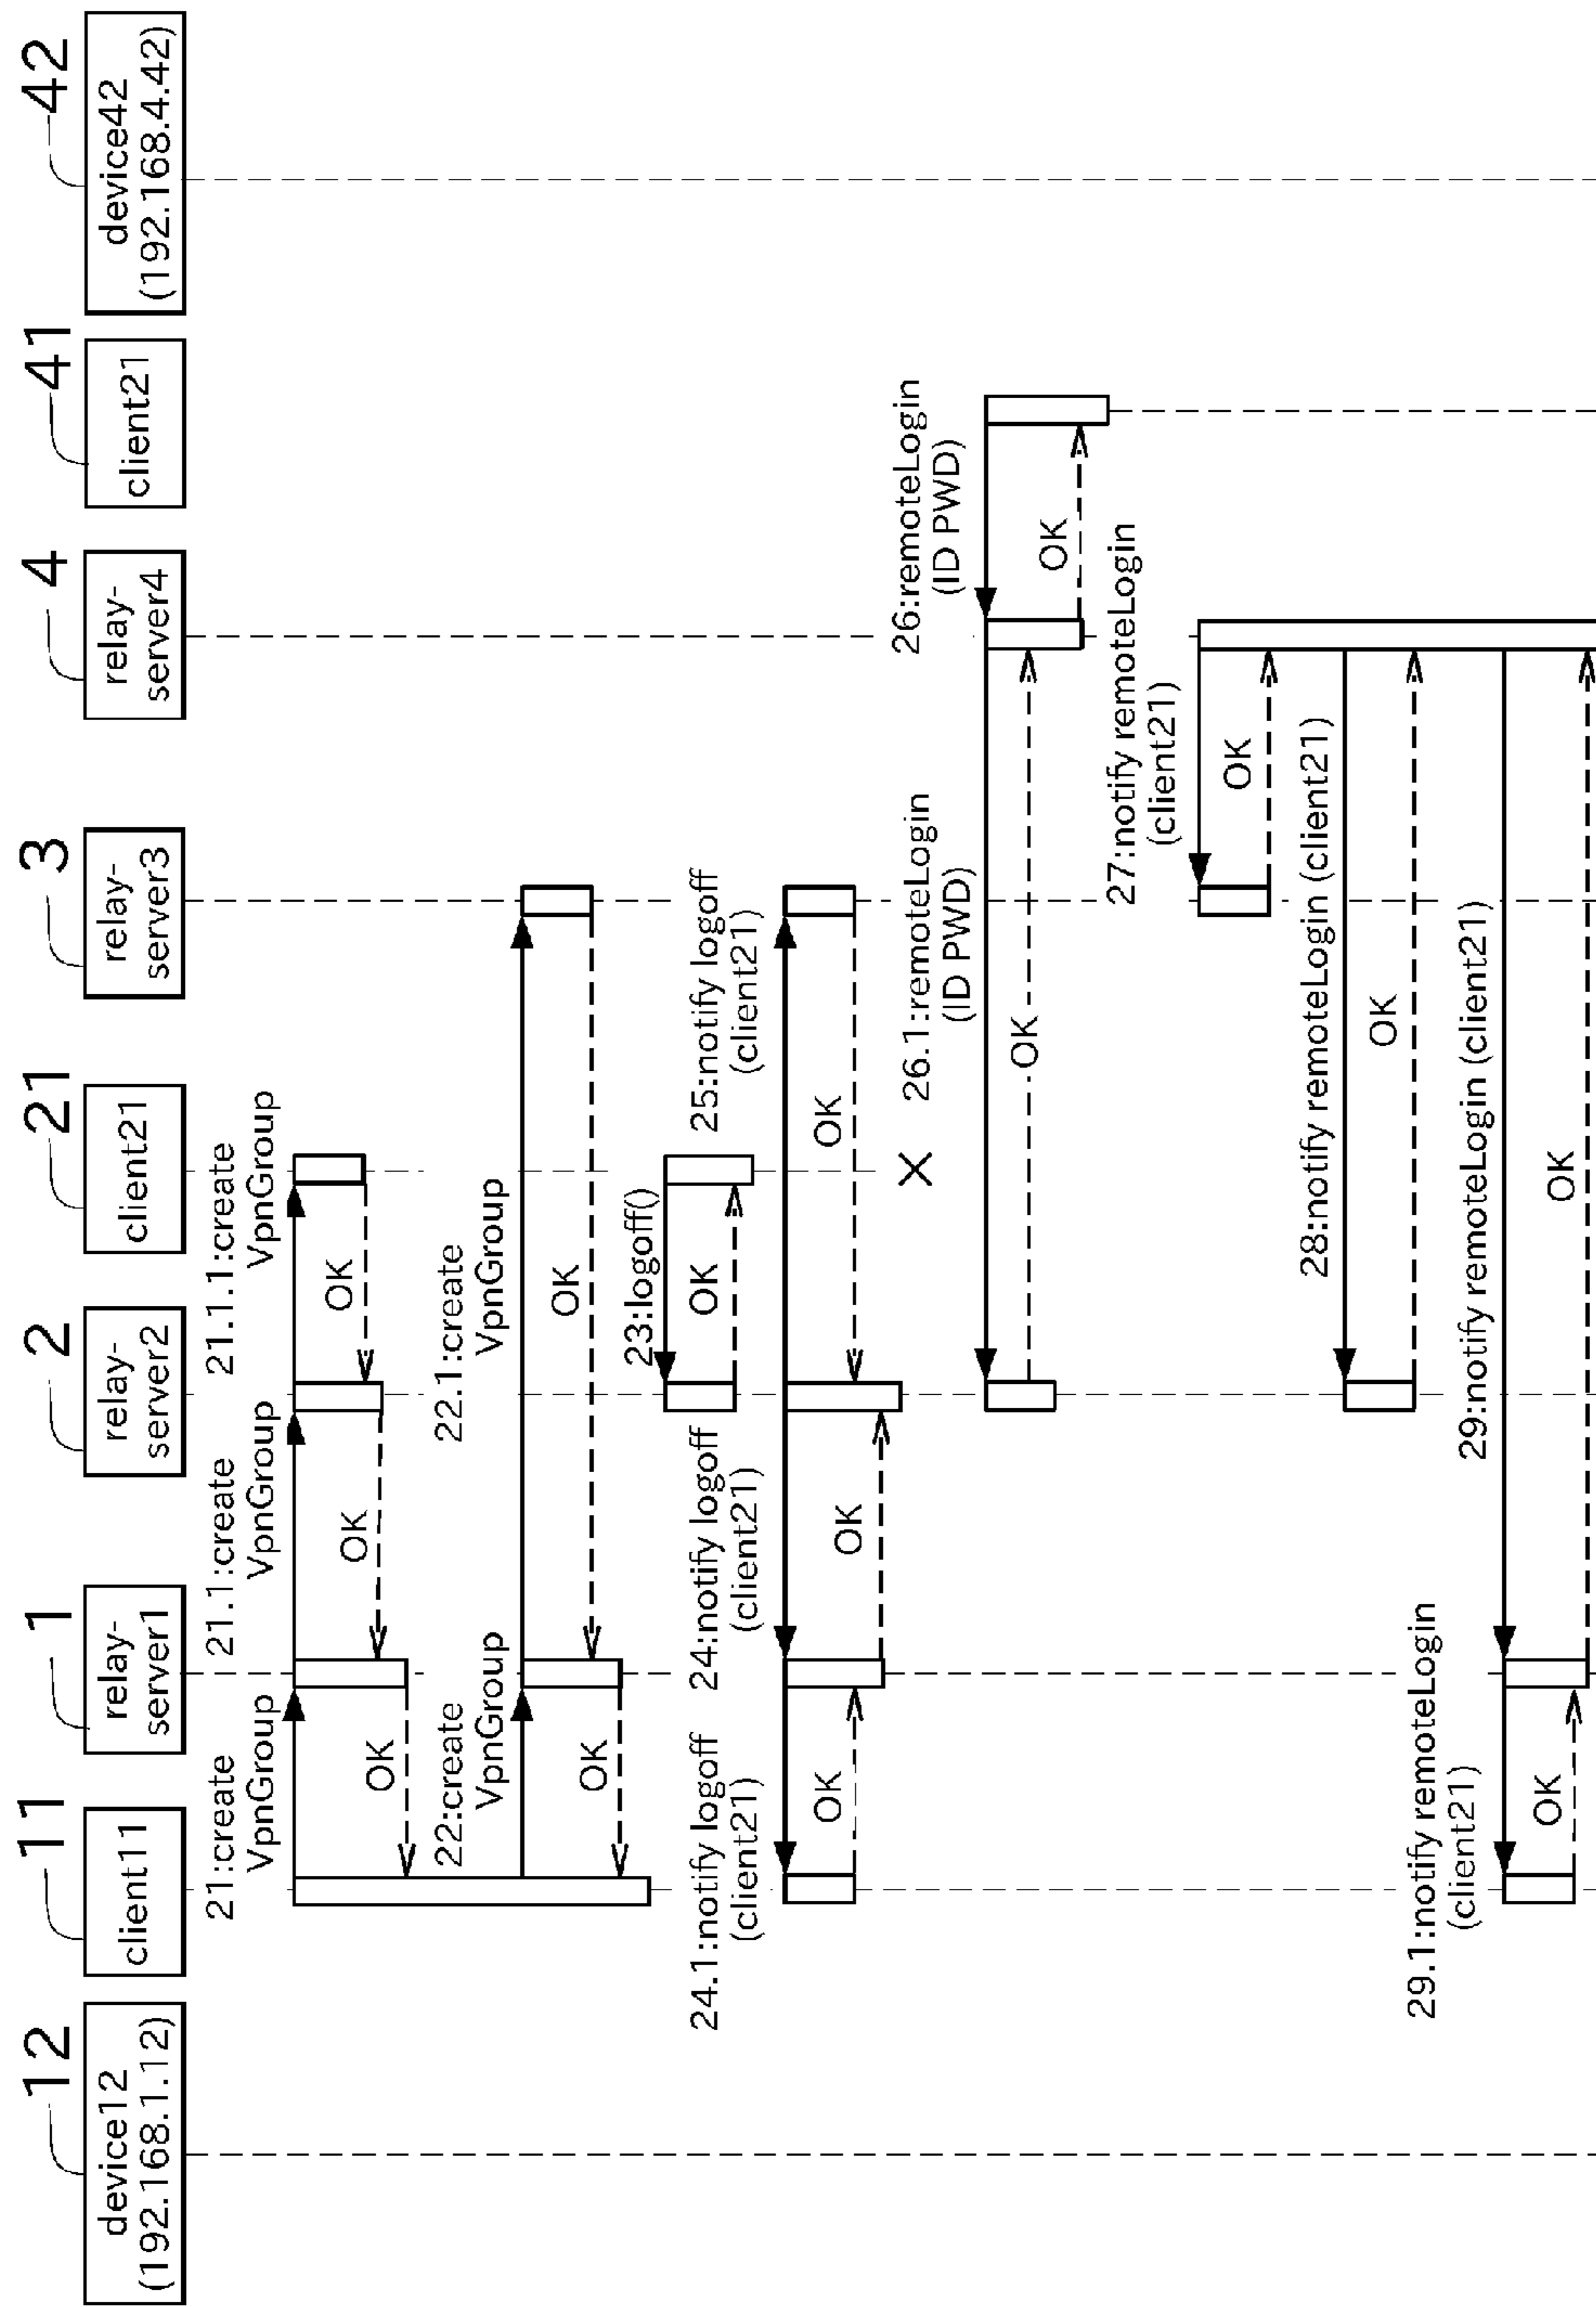 12
11
1
2
21
3
4
41
42
device12
(192.168.1.12)
client11
relay-
server1
relay-
server2
client21
relay-
server3
relay-
server4
client21
device42
(192.168.4.42)
21:create
VpnGroup
21.1:create
VpnGroup
21.1.1:create
VpnGroup
OK
OK
OK
22:create
VpnGroup
22.1:create
VpnGroup
OK
OK
23:logoff()
OK
24.1:notify logoff
(client21)
24:notify logoff
(client21)
25:notify logoff
(client21)
OK
OK
OK
26.1:remoteLogin
(ID PWD)
26:remoteLogin
(ID PWD)
OK
OK
27:notify remoteLogin
(client21)
OK
28:notify remoteLogin (client21)
OK
29.1:notify remoteLogin
(client21)
29:notify remoteLogin (client21)
OK
OK